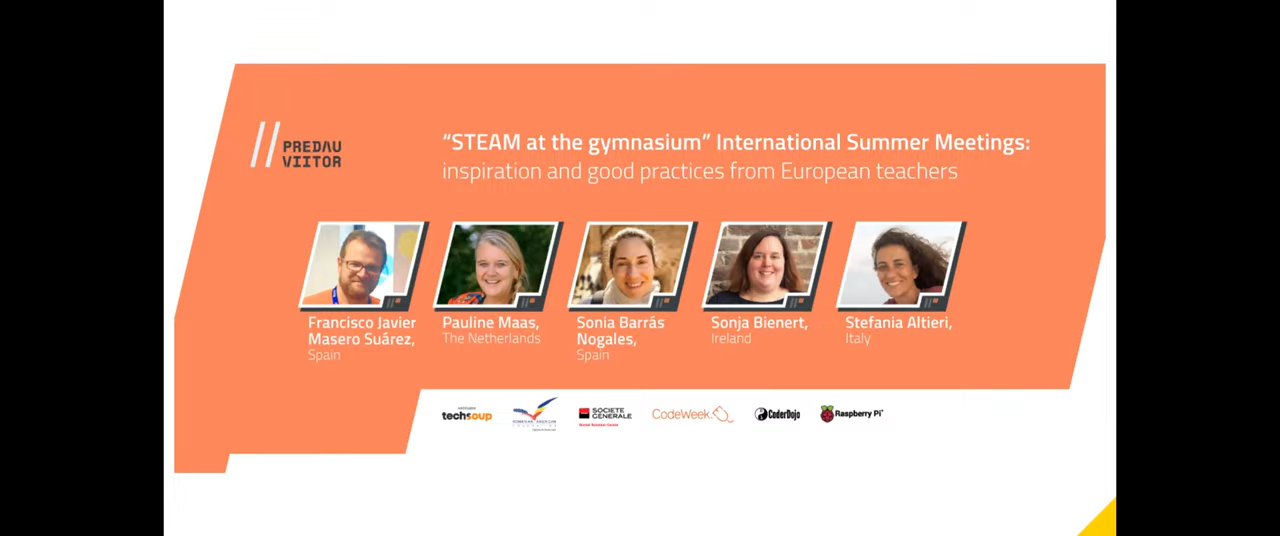 PREDAU
VIITOR
“STEAM at the gymnasium” International Summer Meetings:
inspiration and good practices from European teachers
Francisco Javier
Masero Suárez,
Spain
Pauline Maas,
The Netherlands
Sonia Barrás
Nogales,
Spain
Sonja Bienert,
Ireland
Stefania Altieri,
Italy
techsoup
SOCIETE
GENERALE
CodeWeek
CoderDojo
Raspberry Pi